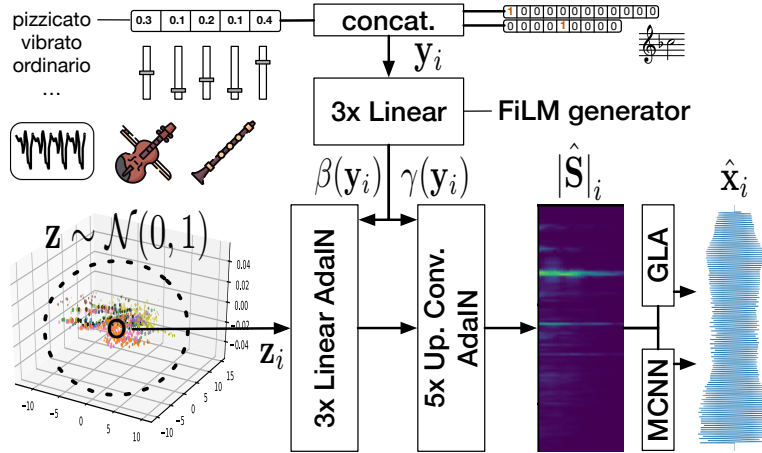 pizzicato
vibrato
ordinario
...
0.3 0.1 0.2 0.1 0.4
concat.
1 0 0 0 0 0 0 0 0 0 0 0
0 0 0 0 1 0 0 0 0
y_i
3x Linear
FiLM generator
β(y_i) γ(y_i)
|Ŝ|_i
x̂_i
z ~ N(0, 1)
0.04
0.02
0.00
−0.02
−0.04
15
10
5
0
−5
−10
−10
−5
0
5
10
z_i
3x Linear AdaIN
5x Up. Conv.
AdaIN
GLA
MCNN